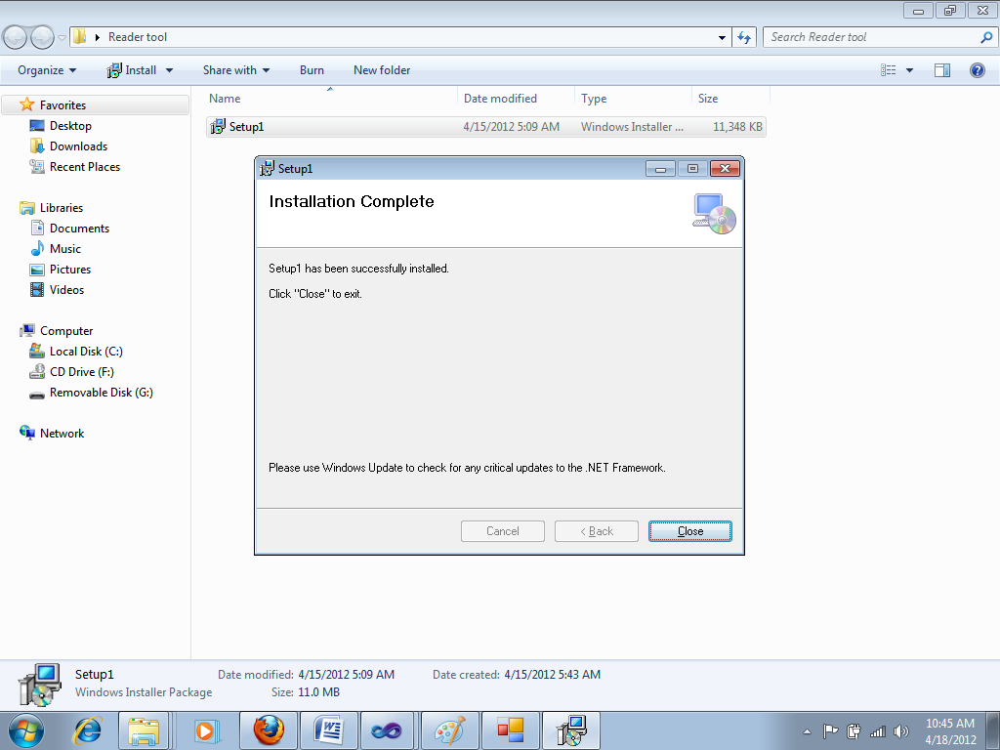 Reader tool
Search Reader tool
Organize Install Share with Burn New folder
Name Date modified Type Size
Setup1 4/15/2012 5:09 AM Windows Installer ... 11,348 KB
Favorites
Desktop
Downloads
Recent Places
Libraries
Documents
Music
Pictures
Videos
Computer
Local Disk (C:)
CD Drive (F:)
Removable Disk (G:)
Network
Setup1
Installation Complete
Setup1 has been successfully installed.
Click "Close" to exit.
Please use Windows Update to check for any critical updates to the .NET Framework.
Cancel < Back Close
Setup1 Date modified: 4/15/2012 5:09 AM Date created: 4/15/2012 5:43 AM
Windows Installer Package Size: 11.0 MB
10:45 AM
4/18/2012